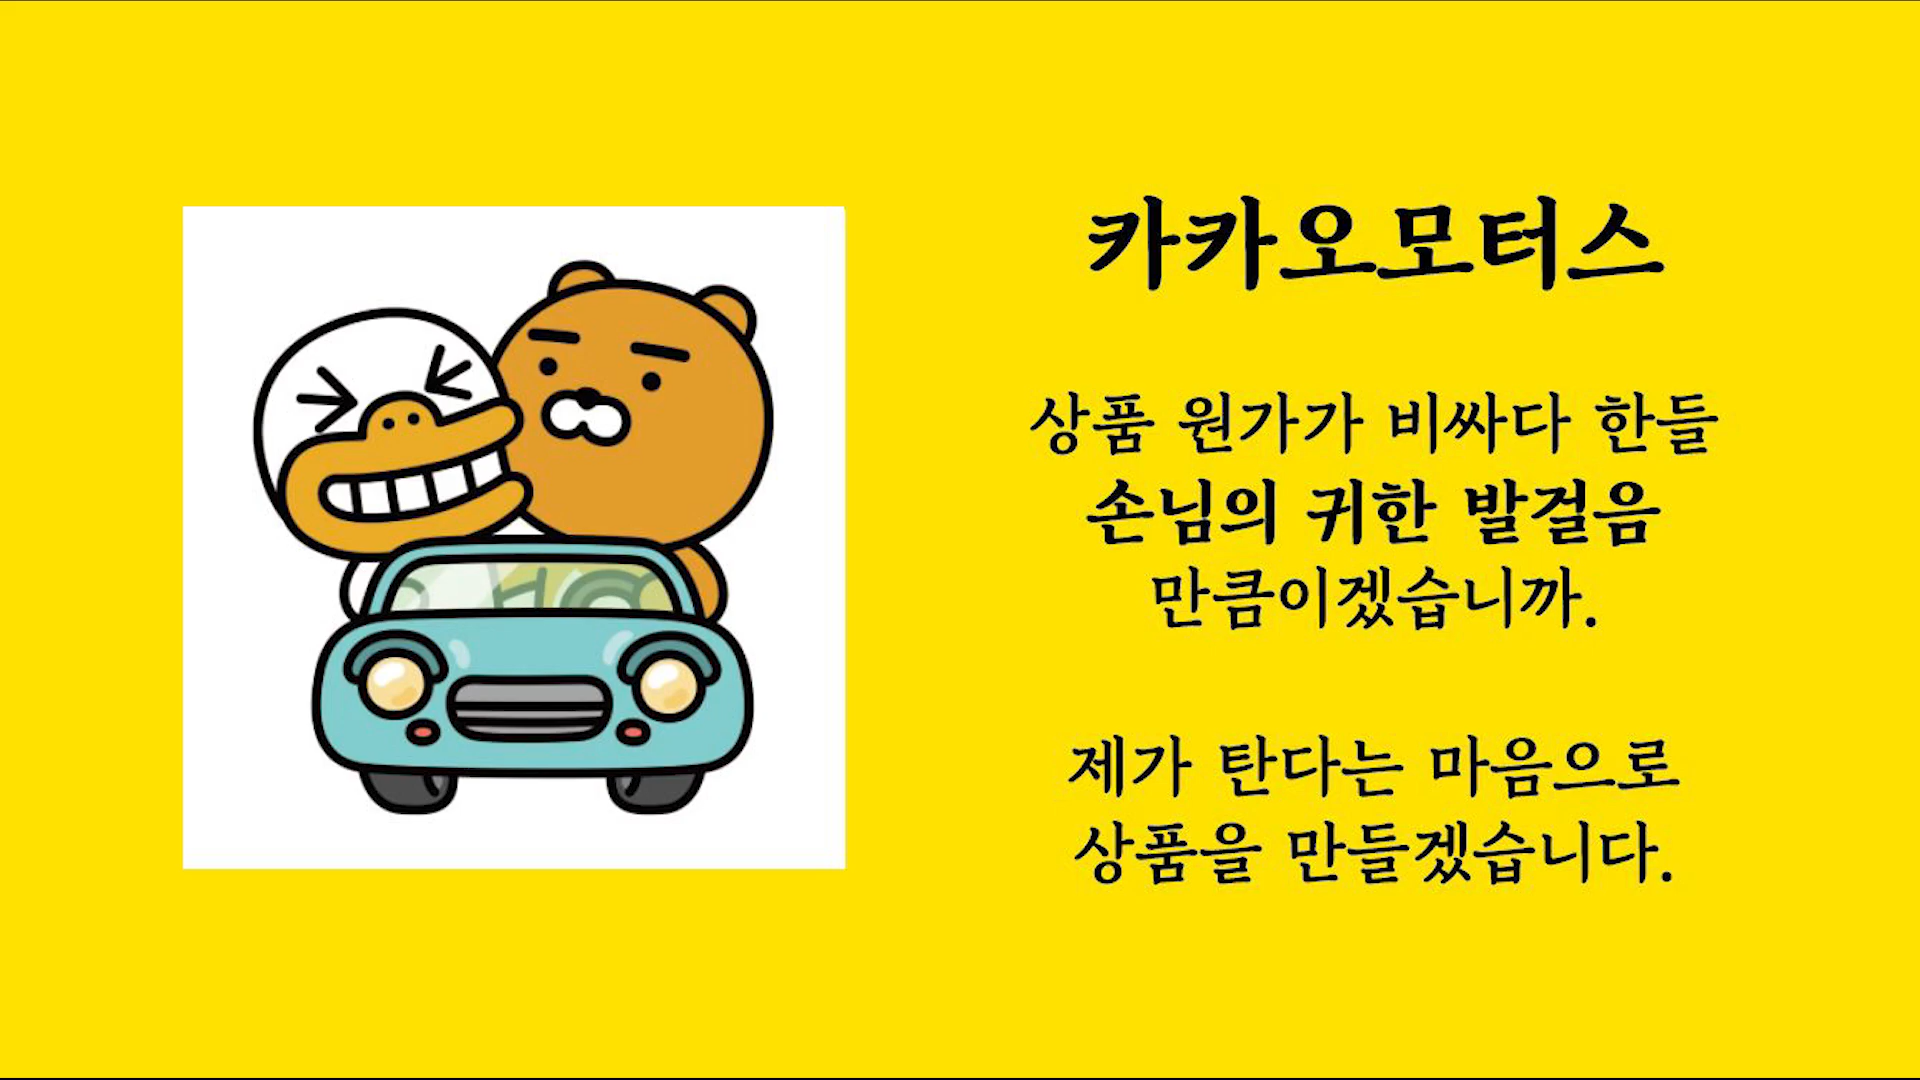 카카오모터스
상품 원가가 비싸다 한들
손님의 귀한 발걸음
만큼이겠습니까.
제가 탄다는 마음으로
상품을 만들겠습니다.